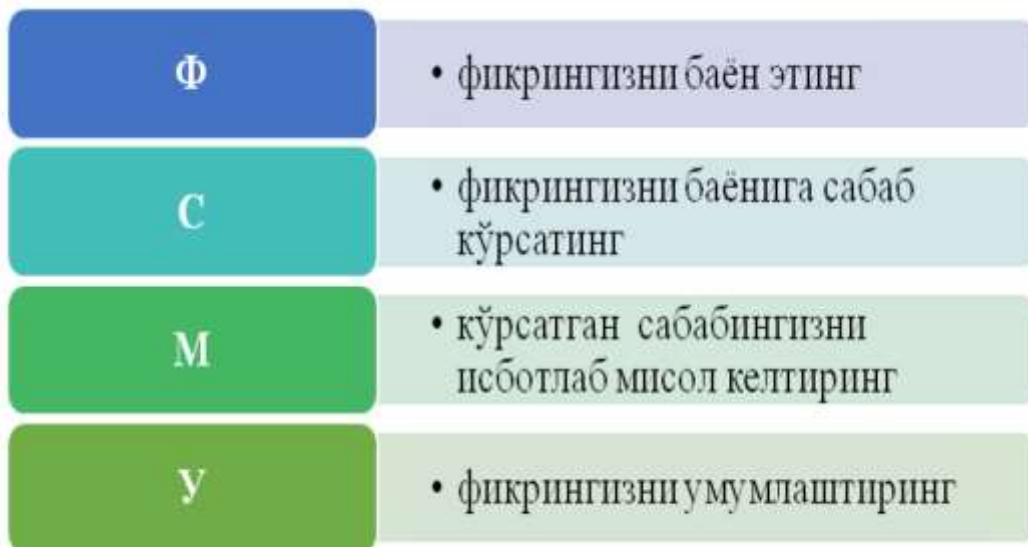 Ф
• фикрингизни баён этинг
С
• фикрингизни баёнига сабаб
кўрсатинг
М
• кўрсатган сабабингизни
исботлаб мисол келтиринг
У
• фикрингизни умумлаштиринг